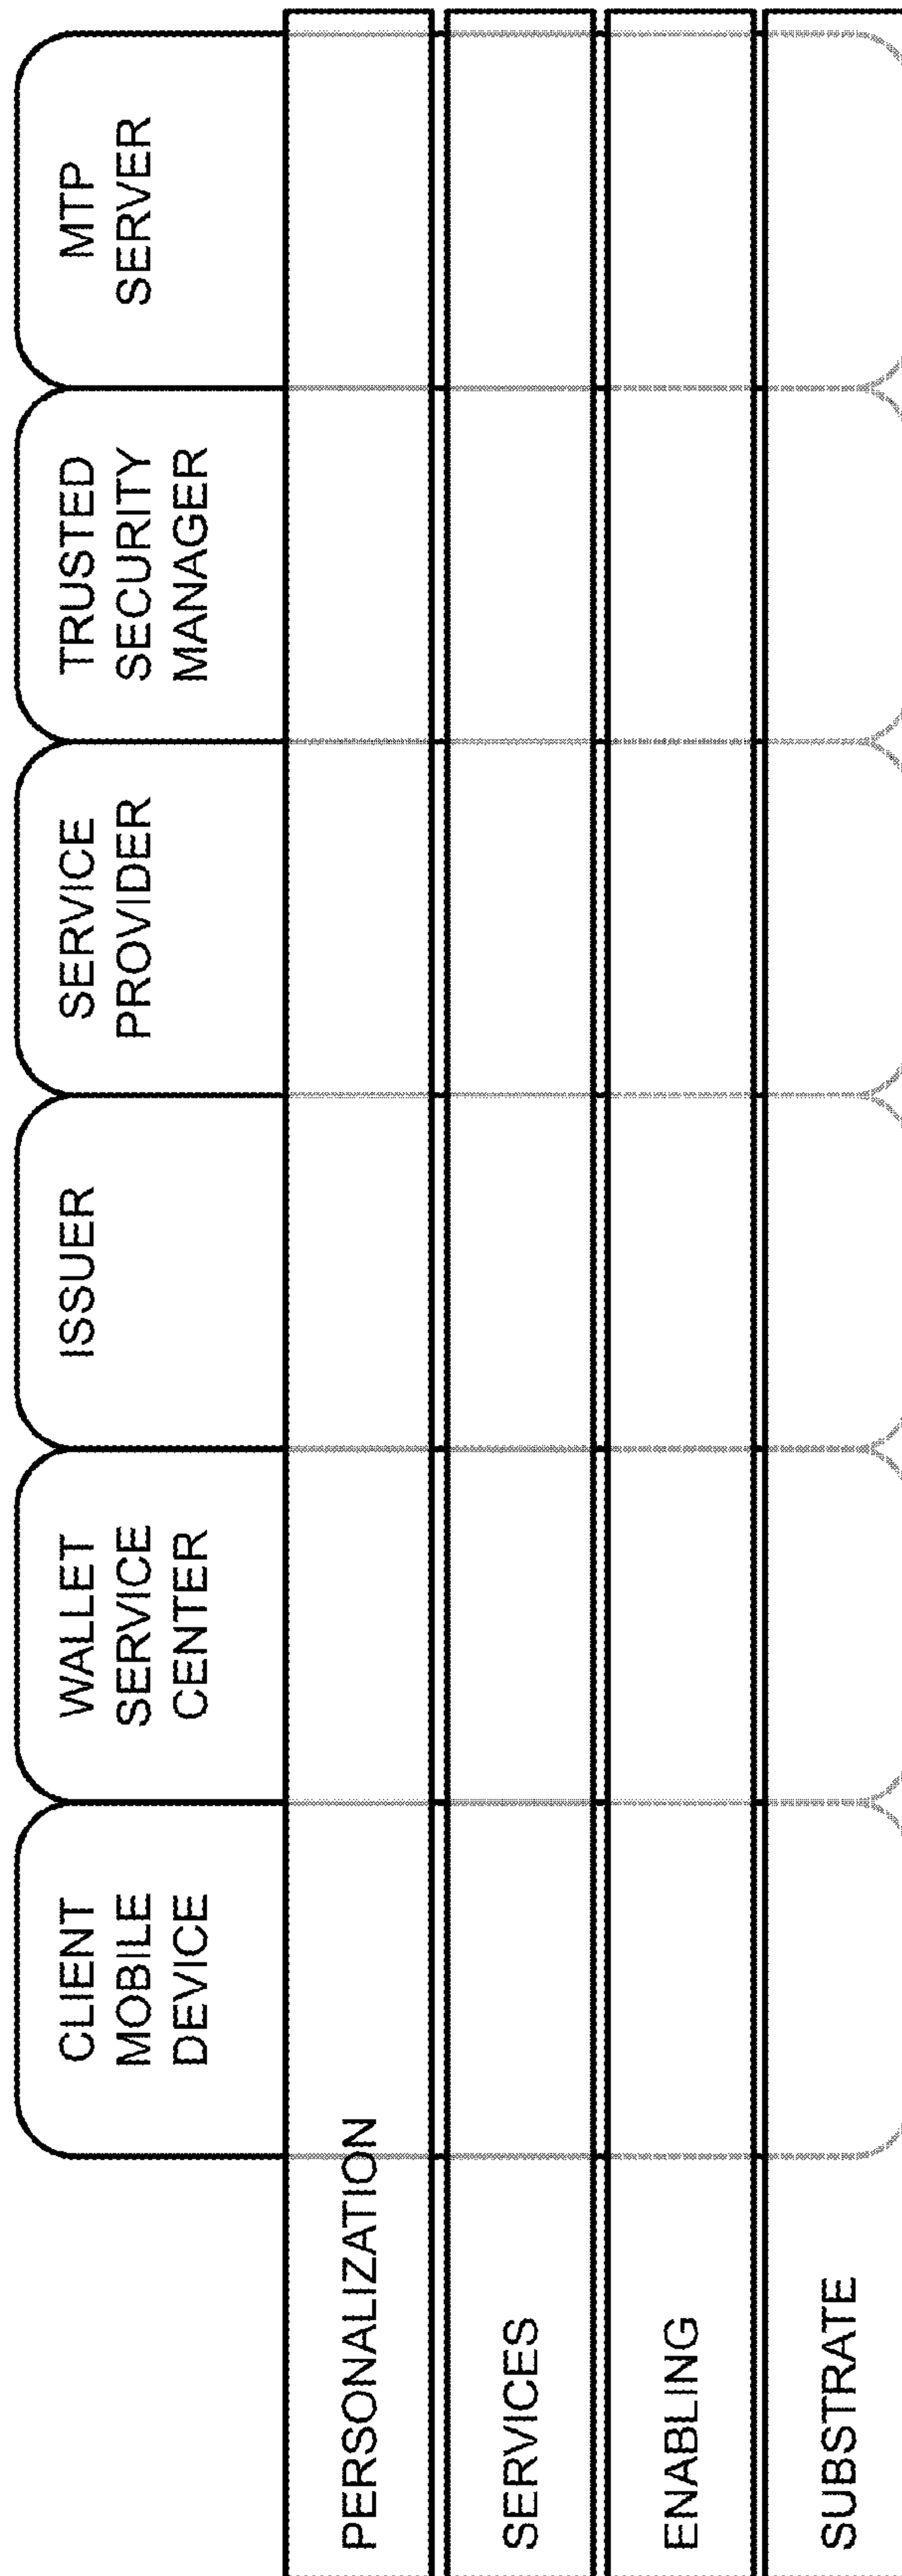 CLIENT
MOBILE
DEVICE
WALLET
SERVICE
CENTER
ISSUER
SERVICE
PROVIDER
TRUSTED
SECURITY
MANAGER
MTP
SERVER
PERSONALIZATION
SERVICES
ENABLING
SUBSTRATE